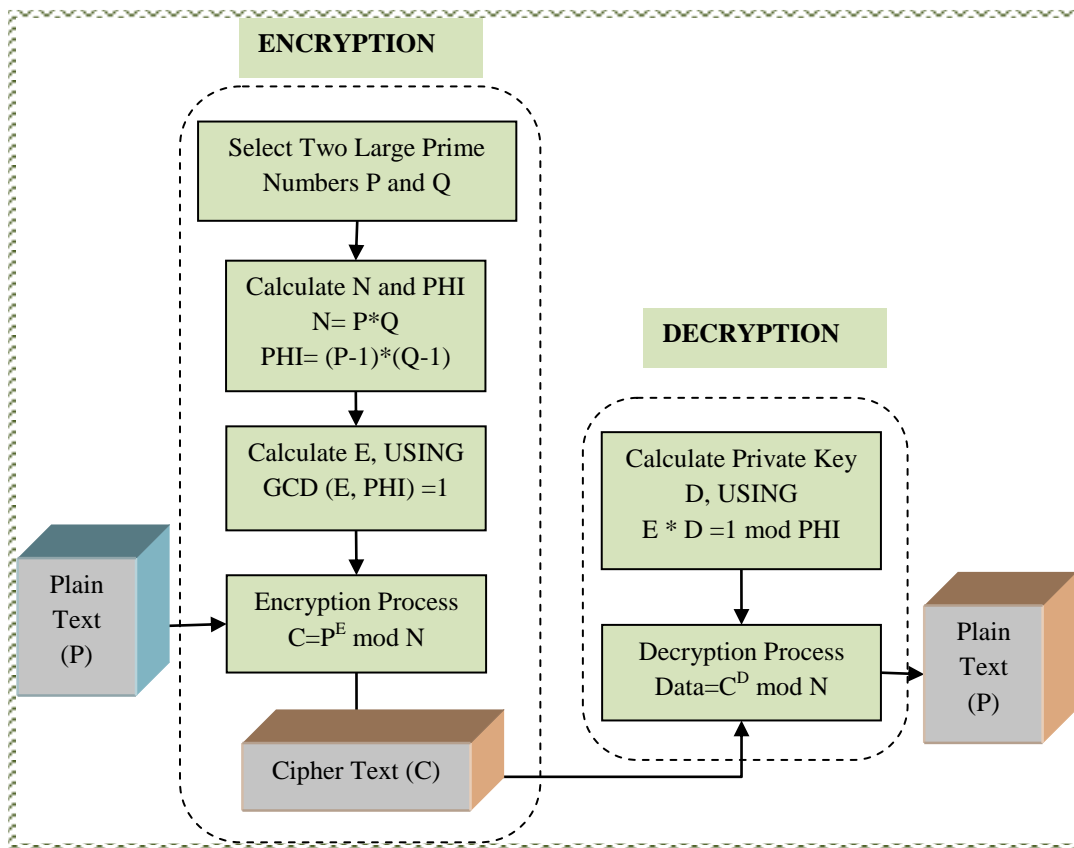 ENCRYPTION
Select Two Large Prime
Numbers P and Q
Calculate N and PHI
N= P*Q
PHI= (P-1)*(Q-1)
Calculate E, USING
GCD (E, PHI) =1
Plain
Text
(P)
Encryption Process
C=P^E mod N
Cipher Text (C)
DECRYPTION
Calculate Private Key
D, USING
E * D =1 mod PHI
Decryption Process
Data=C^D mod N
Plain
Text
(P)